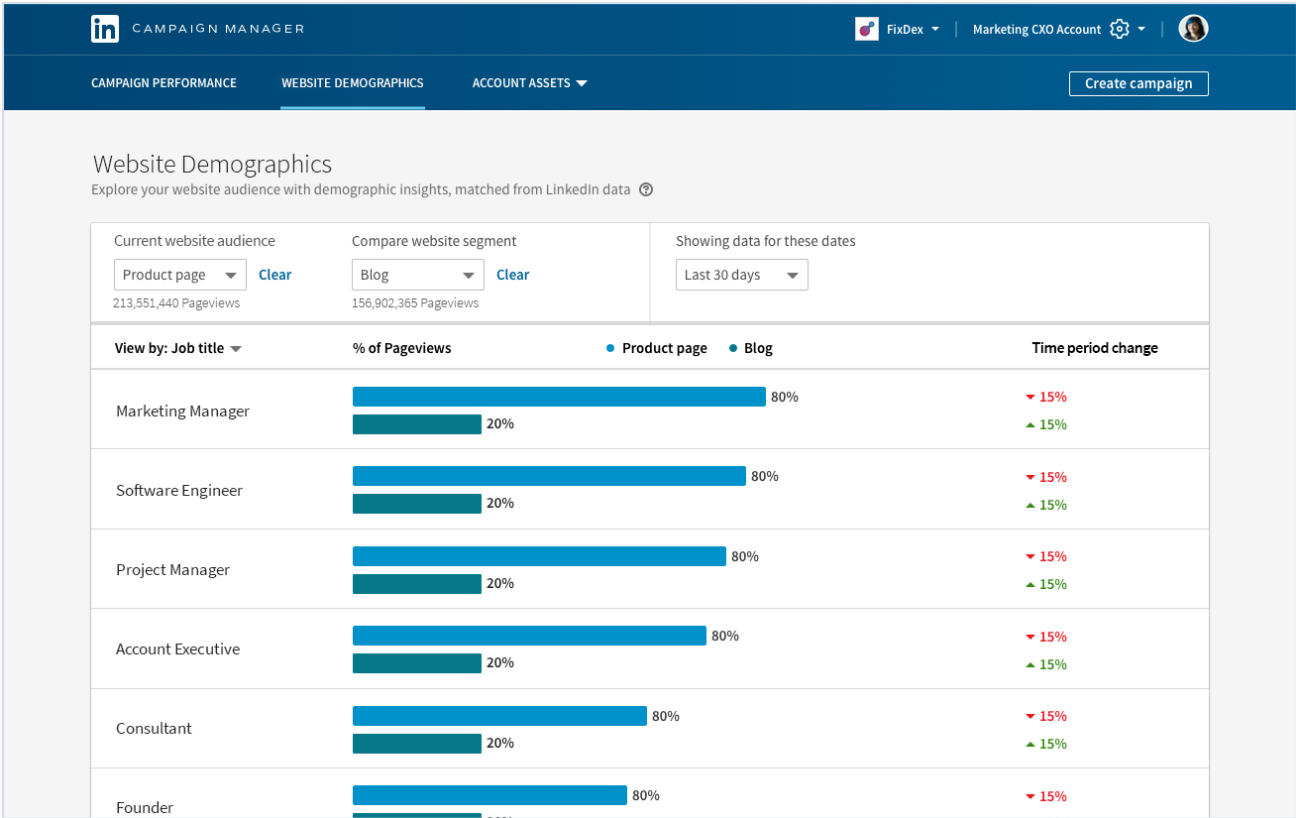 in CAMPAIGN MANAGER
FixDex
Marketing CXO Account
CAMPAIGN PERFORMANCE
WEBSITE DEMOGRAPHICS
ACCOUNT ASSETS
Create campaign
Website Demographics
Explore your website audience with demographic insights, matched from LinkedIn data ?
Current website audience
Compare website segment
Showing data for these dates
Product page
Clear
Blog
Clear
Last 30 days
213,551,440 Pageviews
156,902,365 Pageviews
View by: Job title
% of Pageviews
Product page
Blog
Time period change
Marketing Manager
80%
15%
20%
15%
Software Engineer
80%
15%
20%
15%
Project Manager
80%
15%
20%
15%
Account Executive
80%
15%
20%
15%
Consultant
80%
15%
20%
15%
Founder
80%
15%